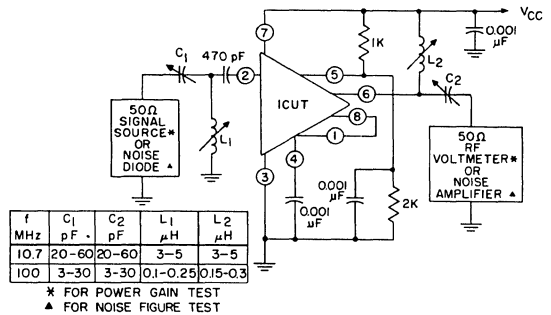 VCC
7
1K
L2
0.001
μF
C1
470 pF
C2
2
5
6
ICUT
8
1
50Ω
SIGNAL
SOURCE*
OR
NOISE
DIODE ▲
L1
4
3
50Ω
RF
VOLTMETER*
OR
NOISE
AMPLIFIER ▲
0.001
μF
0.001
μF
2K
f MHz C1 pF C2 pF L1 μH L2 μH
10.7 20-60 20-60 3-5 3-5
100 3-30 3-30 0.1-0.25 0.15-0.3
* FOR POWER GAIN TEST
▲ FOR NOISE FIGURE TEST